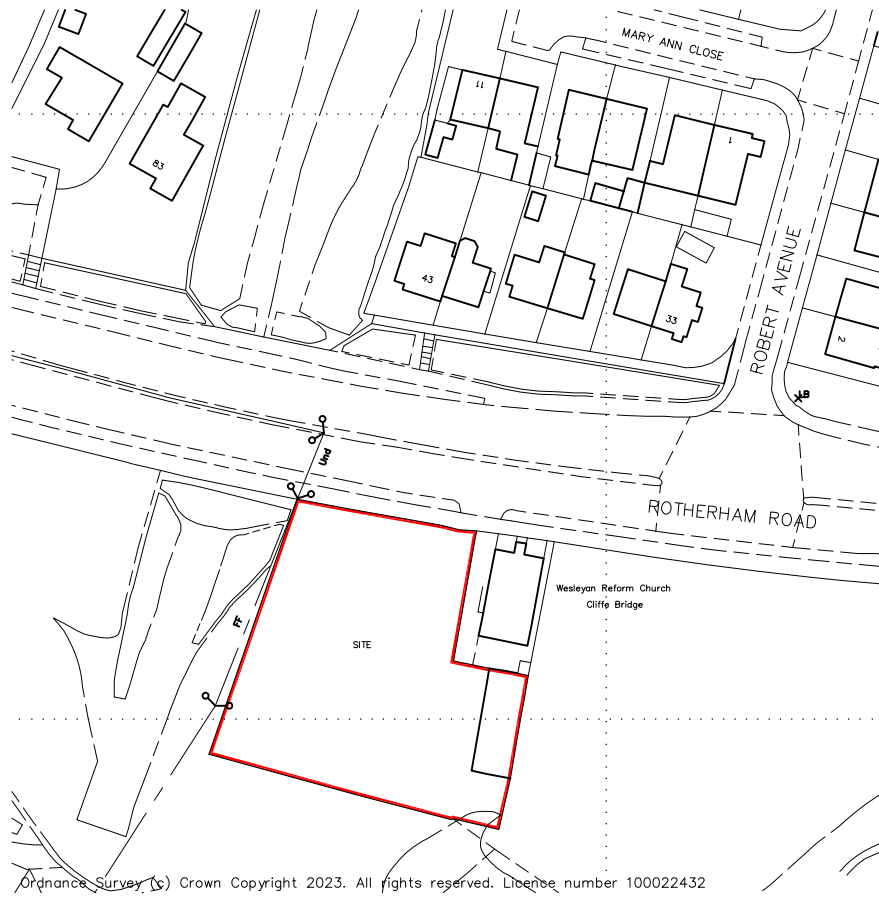 MARY ANN CLOSE
11
1
83
ROBERT AVENUE
43
33
2
LB
Und
ROTHERHAM ROAD
Wesleyan Reform Church
Cliffe Bridge
FF
SITE
Ordnance Survey (c) Crown Copyright 2023. All rights reserved. Licence number 100022432